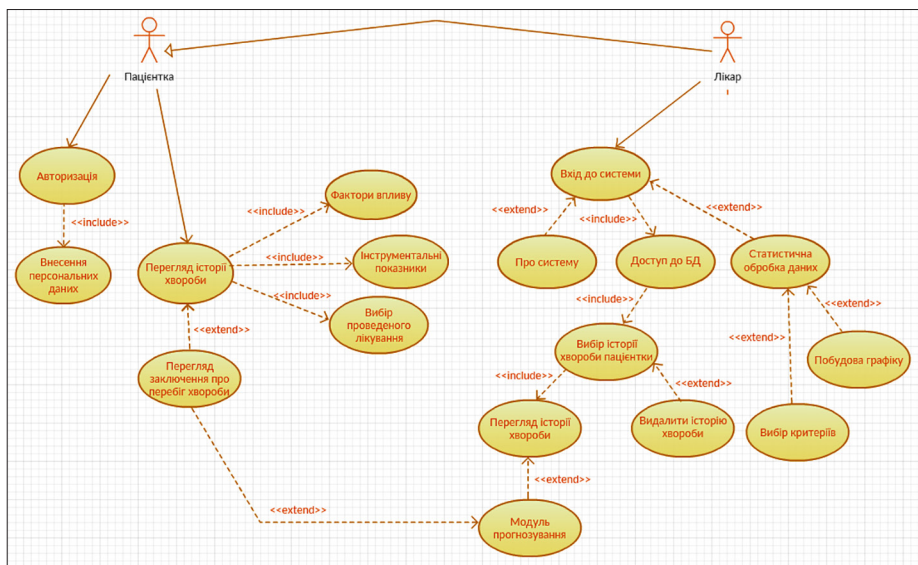 Пацієнтка
Лікар
Авторизація
<<include>>
Внесення
персональних
даних
Перегляд історії
хвороби
<<include>>
Фактори впливу
<<include>>
Інструментальні
показники
<<include>>
Вибір
проведеного
лікування
<<extend>>
Перегляд
заключення про
перебіг хвороби
<<extend>>
Вхід до системи
<<extend>>
<<include>>
<<extend>>
Про систему
Доступ до БД
Статистична
обробка даних
<<include>>
Вибір історії
хвороби пацієнтки
<<extend>>
<<extend>>
Побудова графіку
<<include>>
<<extend>>
Перегляд історії
хвороби
Видалити історію
хвороби
Вибір критеріїв
<<extend>>
Модуль
прогнозування